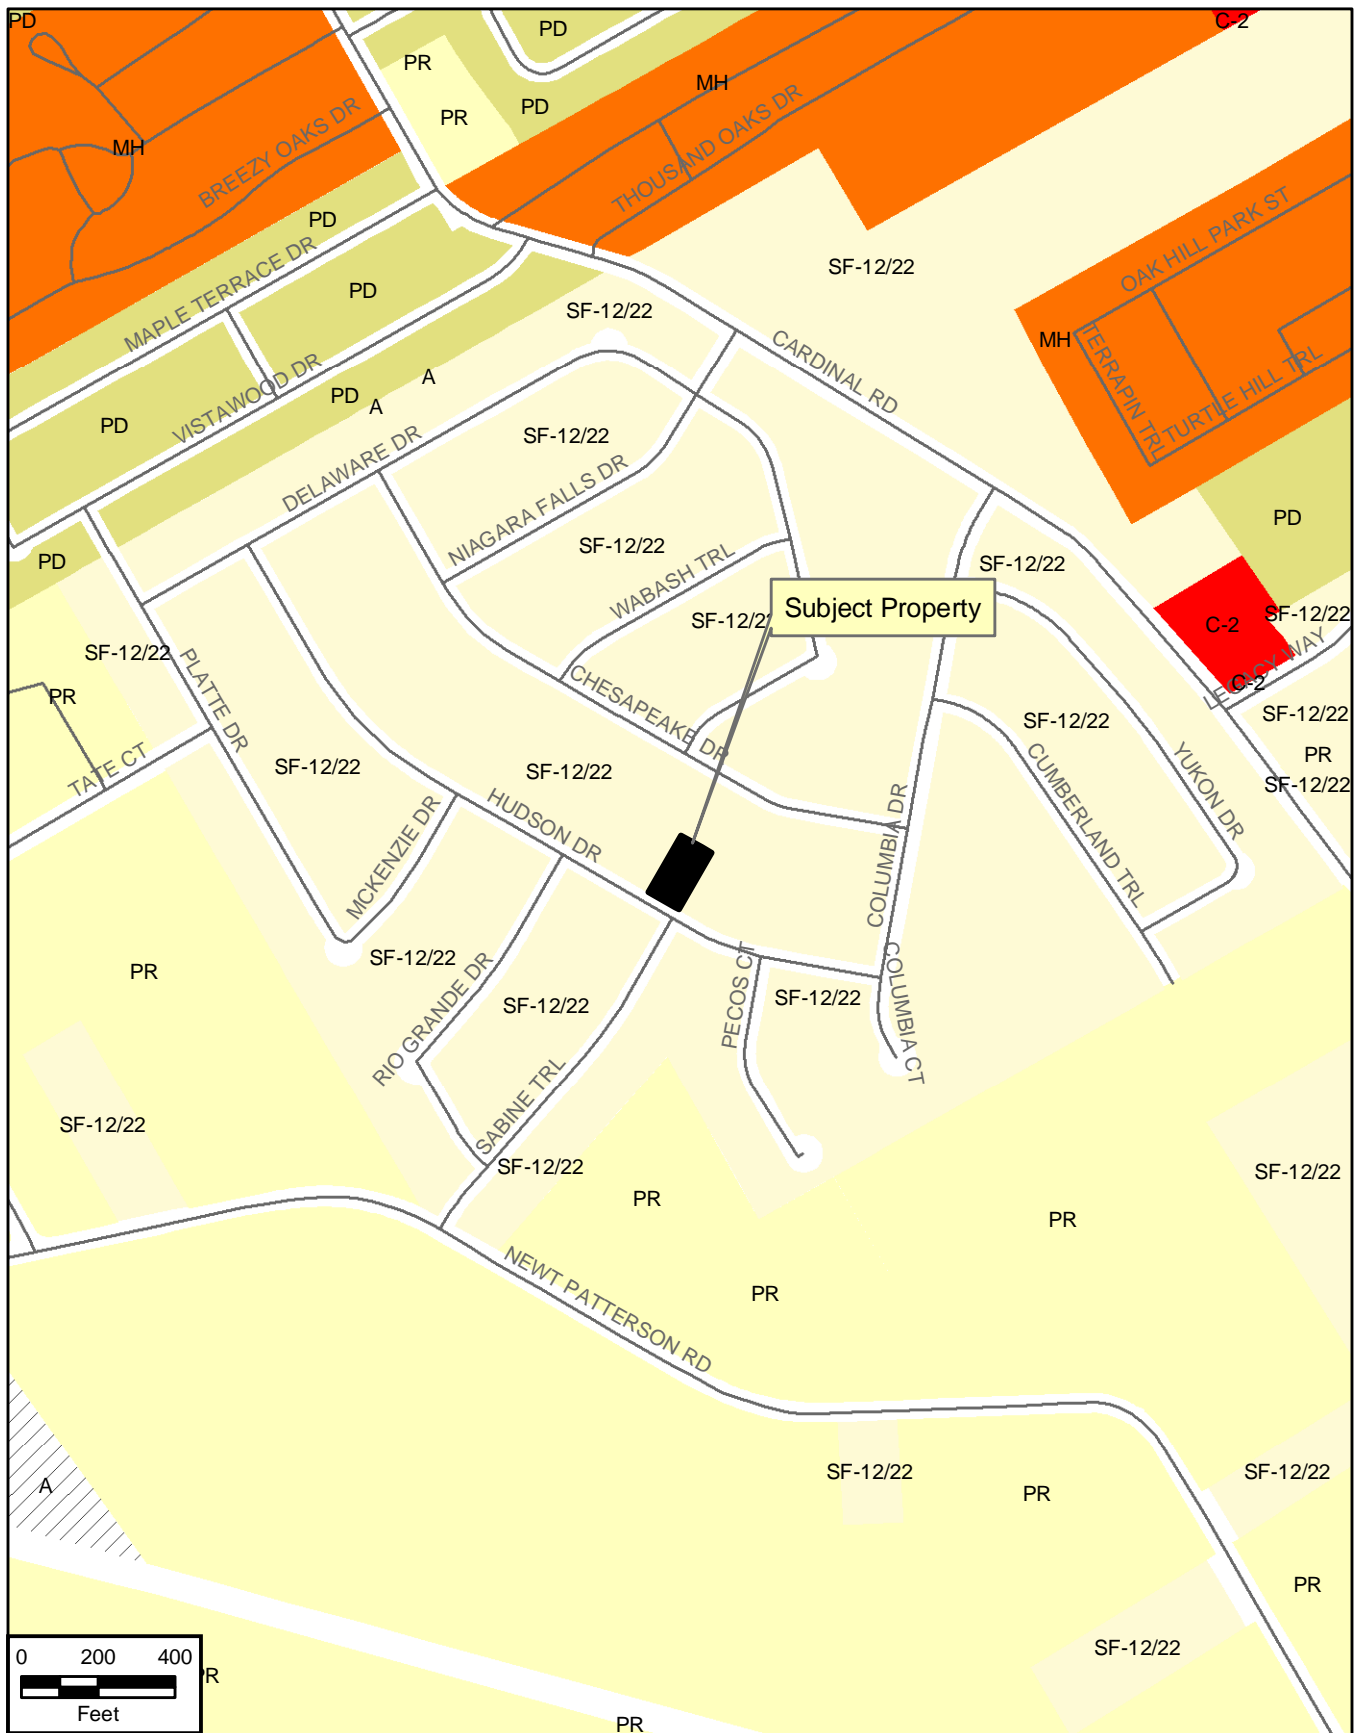 PD
C-2
PD
PR
MH
PD
PR
THOUSAND OAKS DR
BREEZY OAKS DR
MH
PD
OAK HILL PARK ST
MAPLE TERRACE DR
SF-12/22
PD
SF-12/22
MH
CARDINAL RD
TERRAPIN TRL
TURTLE HILL TRL
A
PD
A
VISTAWOOD DR
PD
SF-12/22
DELAWARE DR
NIAGARA FALLS DR
PD
SF-12/22
PD
SF-12/22
WABASH TRL
Subject Property
SF-12/22
C-2
SF-12/22
SF-12/22
LEGACY WAY
C-2
PR
PLATTE DR
CHESAPEAKE DR
SF-12/22
SF-12/22
TATE CT
SF-12/22
SF-12/22
PR
SF-12/22
YUKON DR
CUMBERLAND TRL
HUDSON DR
MCKENZIE DR
COLUMBIA DR
SF-12/22
PR
RIO GRANDE DR
SF-12/22
PECOS CT
SF-12/22
COLUMBIA CT
SABINE TRL
SF-12/22
SF-12/22
SF-12/22
PR
PR
PR
NEWT PATTERSON RD
SF-12/22
SF-12/22
A
PR
PR
SF-12/22
0 200 400
Feet
PR
PR